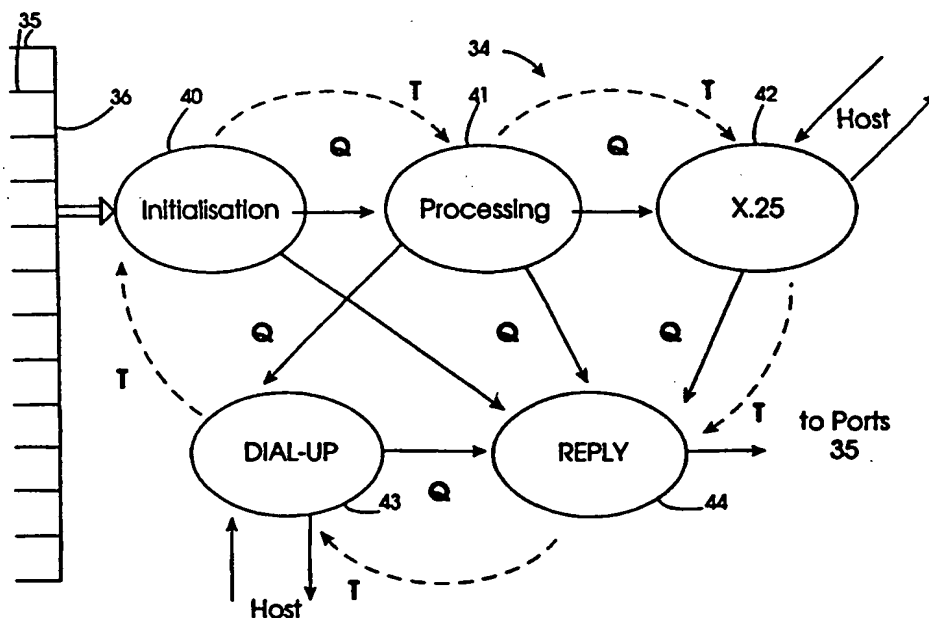 35
36
40
T
41
34
T
42
Host
Q
Q
Initialisation
Processing
X.25
T
Q
Q
Q
T
DIAL-UP
REPLY
to Ports
35
Q
43
44
T
Host